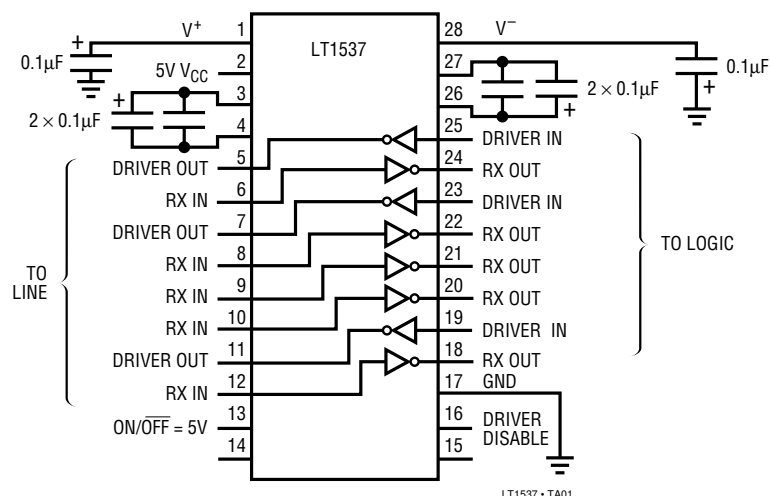 V+ 1 LT1537 28 V−
0.1µF 2 27 0.1µF
5V VCC 3 26 2 × 0.1µF
2 × 0.1µF 4 25 DRIVER IN
DRIVER OUT 5 24 RX OUT
RX IN 6 23 DRIVER IN
DRIVER OUT 7 22 RX OUT
RX IN 8 21 RX OUT
RX IN 9 20 RX OUT
RX IN 10 19 DRIVER IN
DRIVER OUT 11 18 RX OUT
RX IN 12 17 GND
ON/OFF = 5V 13 16 DRIVER DISABLE
14 15
TO LINE
TO LOGIC
+
+
+
+
LT1537 • TA01